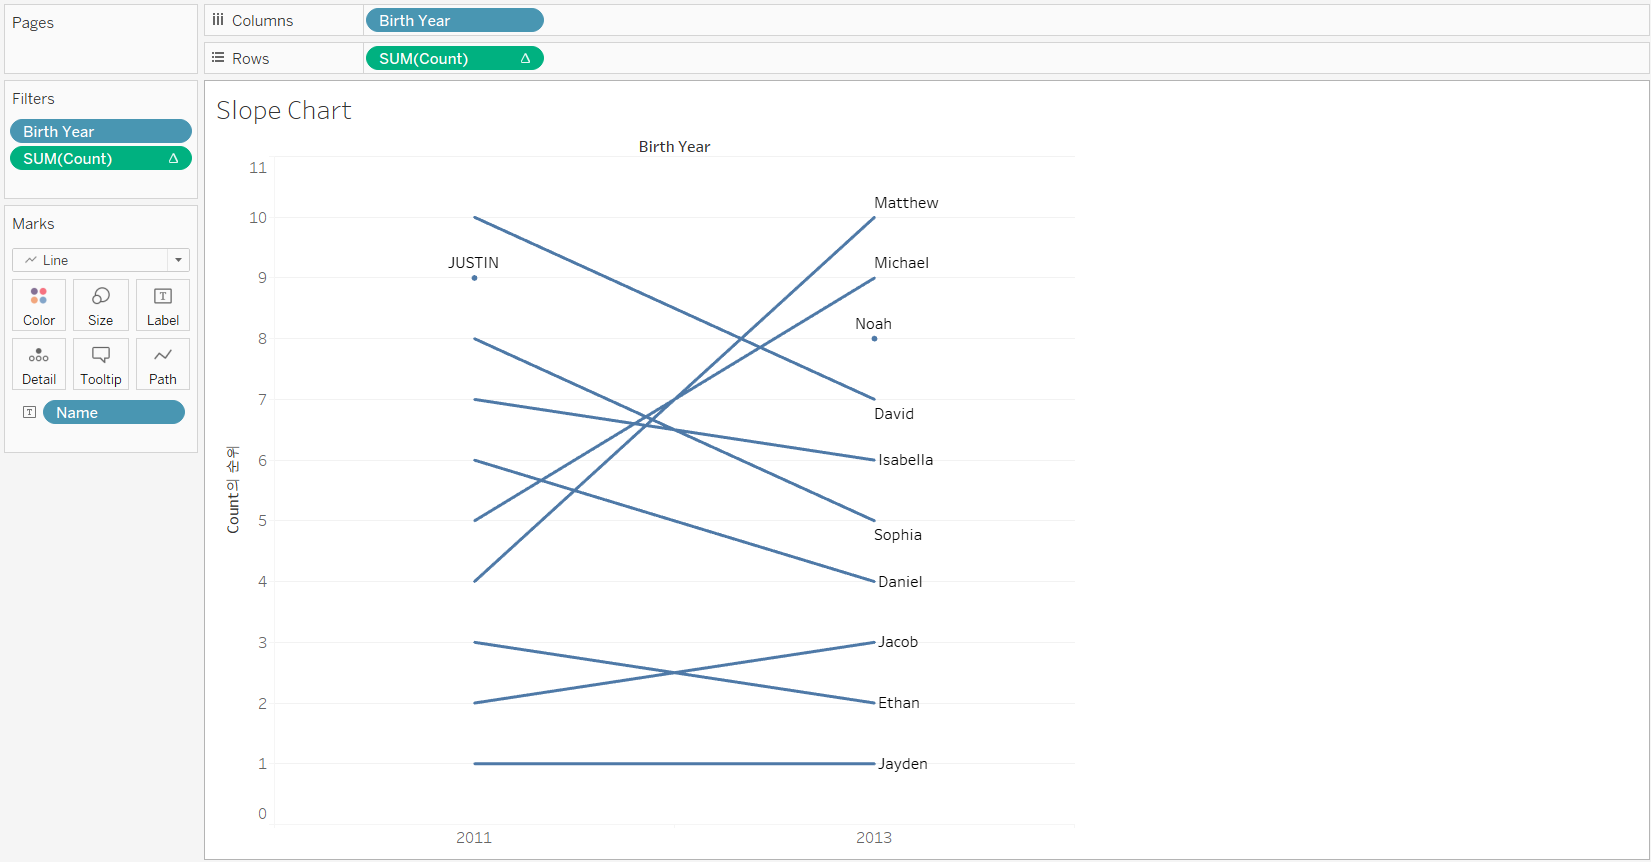 Pages
Columns
Birth Year
Rows
SUM(Count) Δ
Filters
Birth Year
SUM(Count) Δ
Marks
Line
Color
Size
Label
Detail
Tooltip
Path
Name
Slope Chart
Birth Year
Count의 순위
11
10
9
8
7
6
5
4
3
2
1
0
JUSTIN
Matthew
Michael
Noah
David
Isabella
Sophia
Daniel
Jacob
Ethan
Jayden
2011
2013